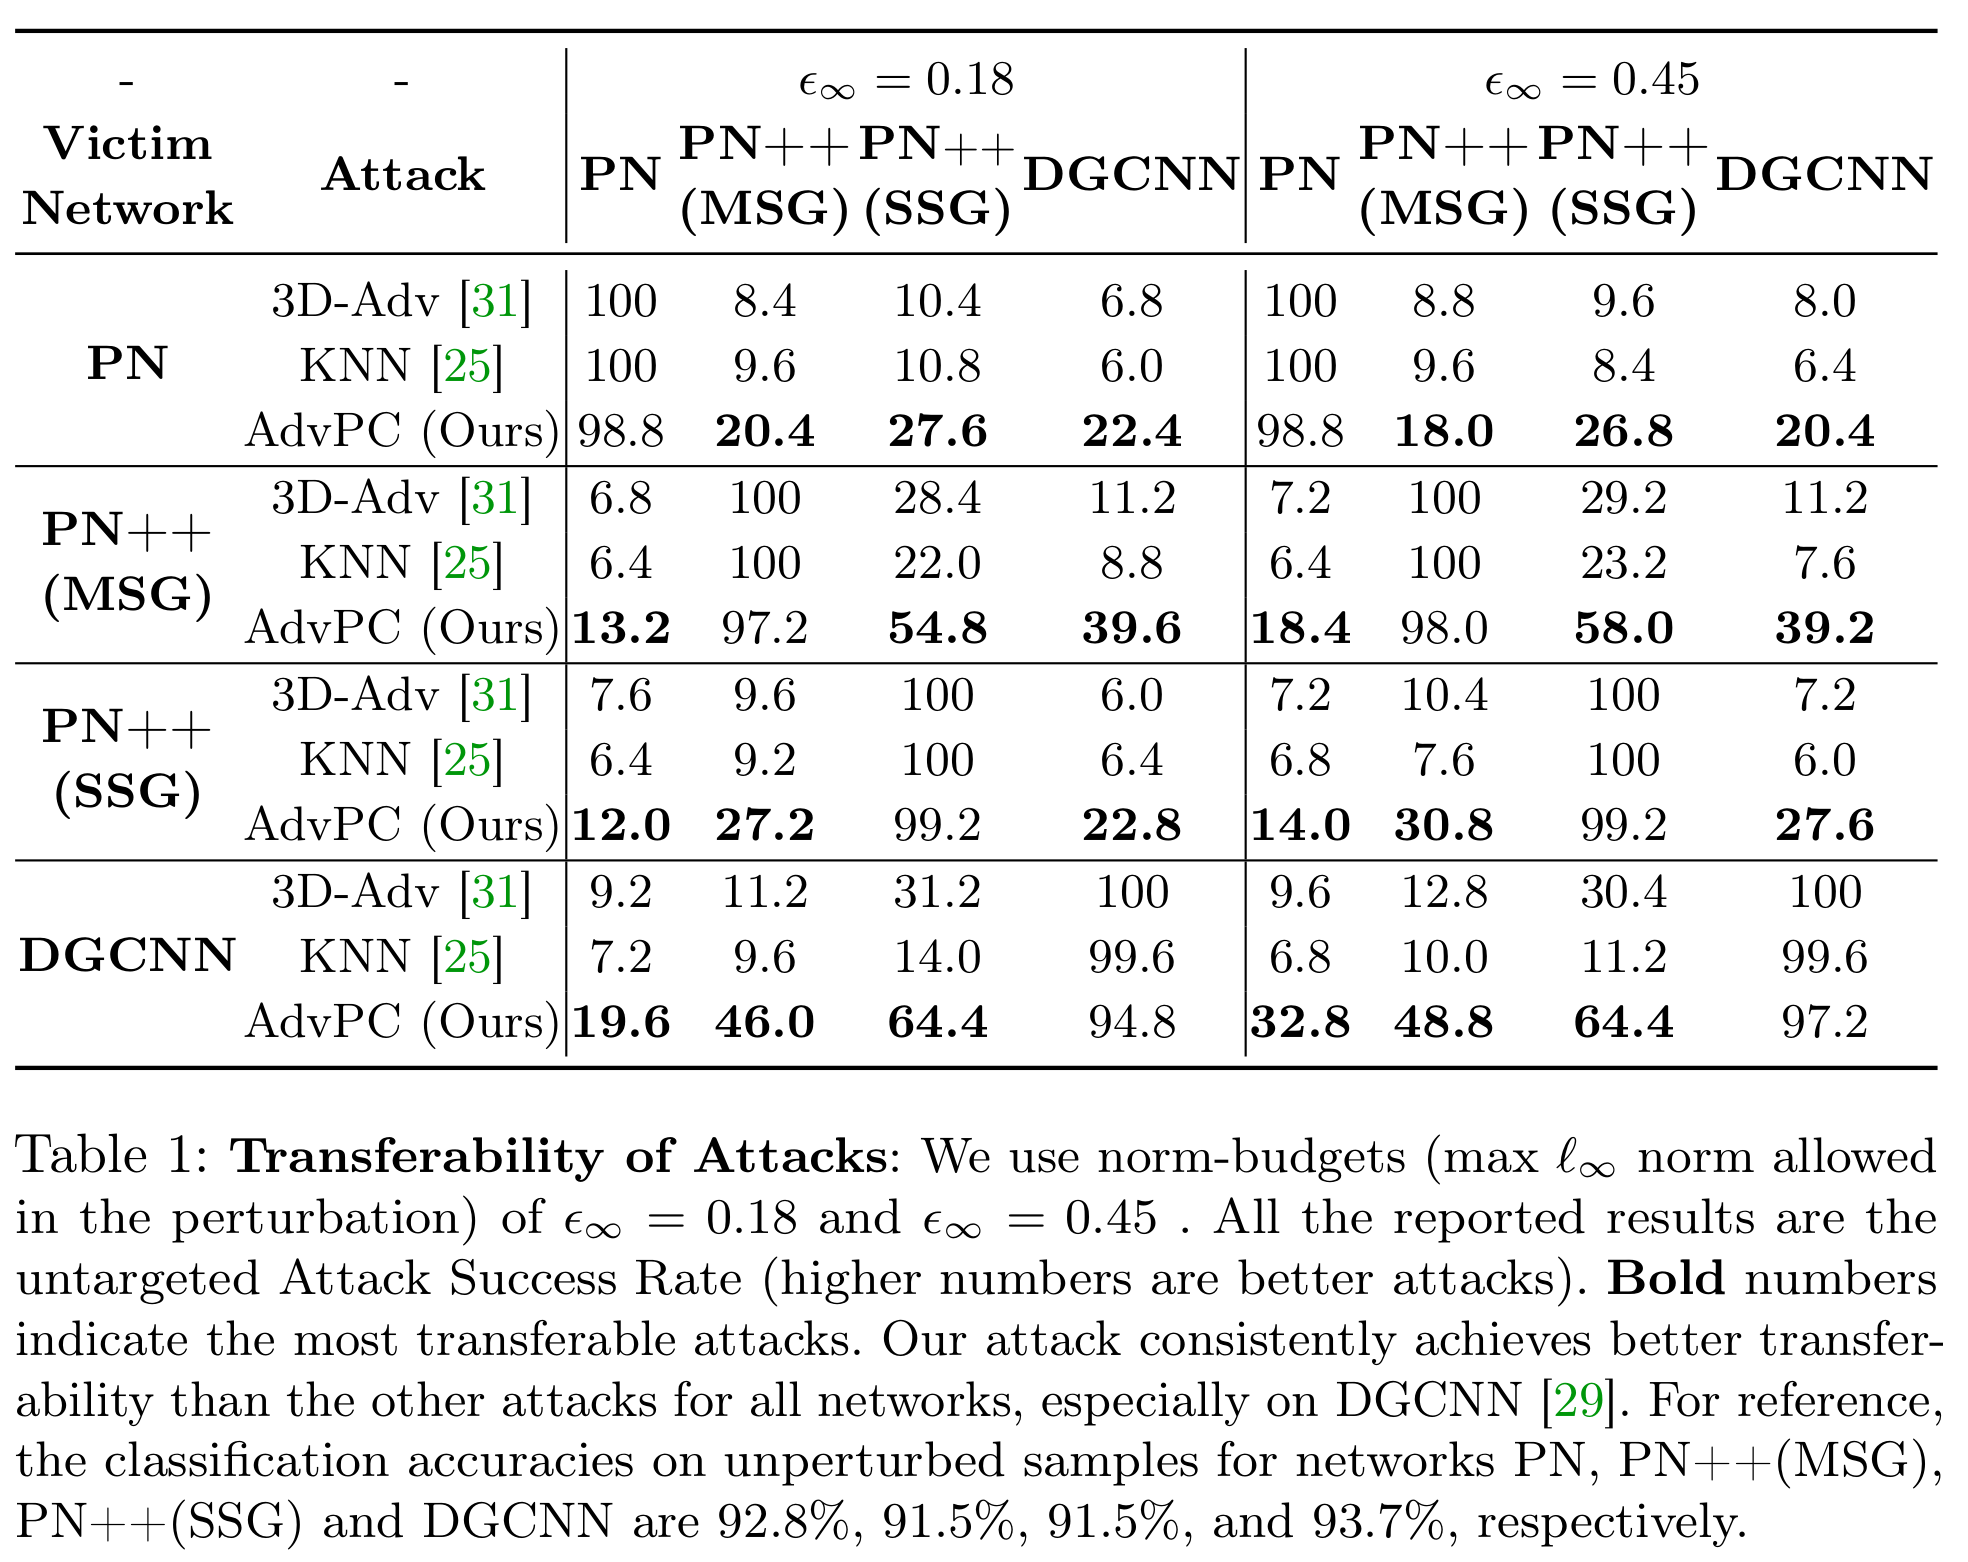 - - ϵ∞ = 0.18 ϵ∞ = 0.45
Victim Network Attack PN PN++ (MSG) PN++ (SSG) DGCNN PN PN++ (MSG) PN++ (SSG) DGCNN
PN 3D-Adv [31] 100 8.4 10.4 6.8 100 8.8 9.6 8.0
KNN [25] 100 9.6 10.8 6.0 100 9.6 8.4 6.4
AdvPC (Ours) 98.8 20.4 27.6 22.4 98.8 18.0 26.8 20.4
PN++ (MSG) 3D-Adv [31] 6.8 100 28.4 11.2 7.2 100 29.2 11.2
KNN [25] 6.4 100 22.0 8.8 6.4 100 23.2 7.6
AdvPC (Ours) 13.2 97.2 54.8 39.6 18.4 98.0 58.0 39.2
PN++ (SSG) 3D-Adv [31] 7.6 9.6 100 6.0 7.2 10.4 100 7.2
KNN [25] 6.4 9.2 100 6.4 6.8 7.6 100 6.0
AdvPC (Ours) 12.0 27.2 99.2 22.8 14.0 30.8 99.2 27.6
DGCNN 3D-Adv [31] 9.2 11.2 31.2 100 9.6 12.8 30.4 100
KNN [25] 7.2 9.6 14.0 99.6 6.8 10.0 11.2 99.6
AdvPC (Ours) 19.6 46.0 64.4 94.8 32.8 48.8 64.4 97.2
Table 1: Transferability of Attacks: We use norm-budgets (max ℓ∞ norm allowed
in the perturbation) of ϵ∞ = 0.18 and ϵ∞ = 0.45 . All the reported results are the
untargeted Attack Success Rate (higher numbers are better attacks). Bold numbers
indicate the most transferable attacks. Our attack consistently achieves better transfer-
ability than the other attacks for all networks, especially on DGCNN [29]. For reference,
the classification accuracies on unperturbed samples for networks PN, PN++(MSG),
PN++(SSG) and DGCNN are 92.8%, 91.5%, 91.5%, and 93.7%, respectively.